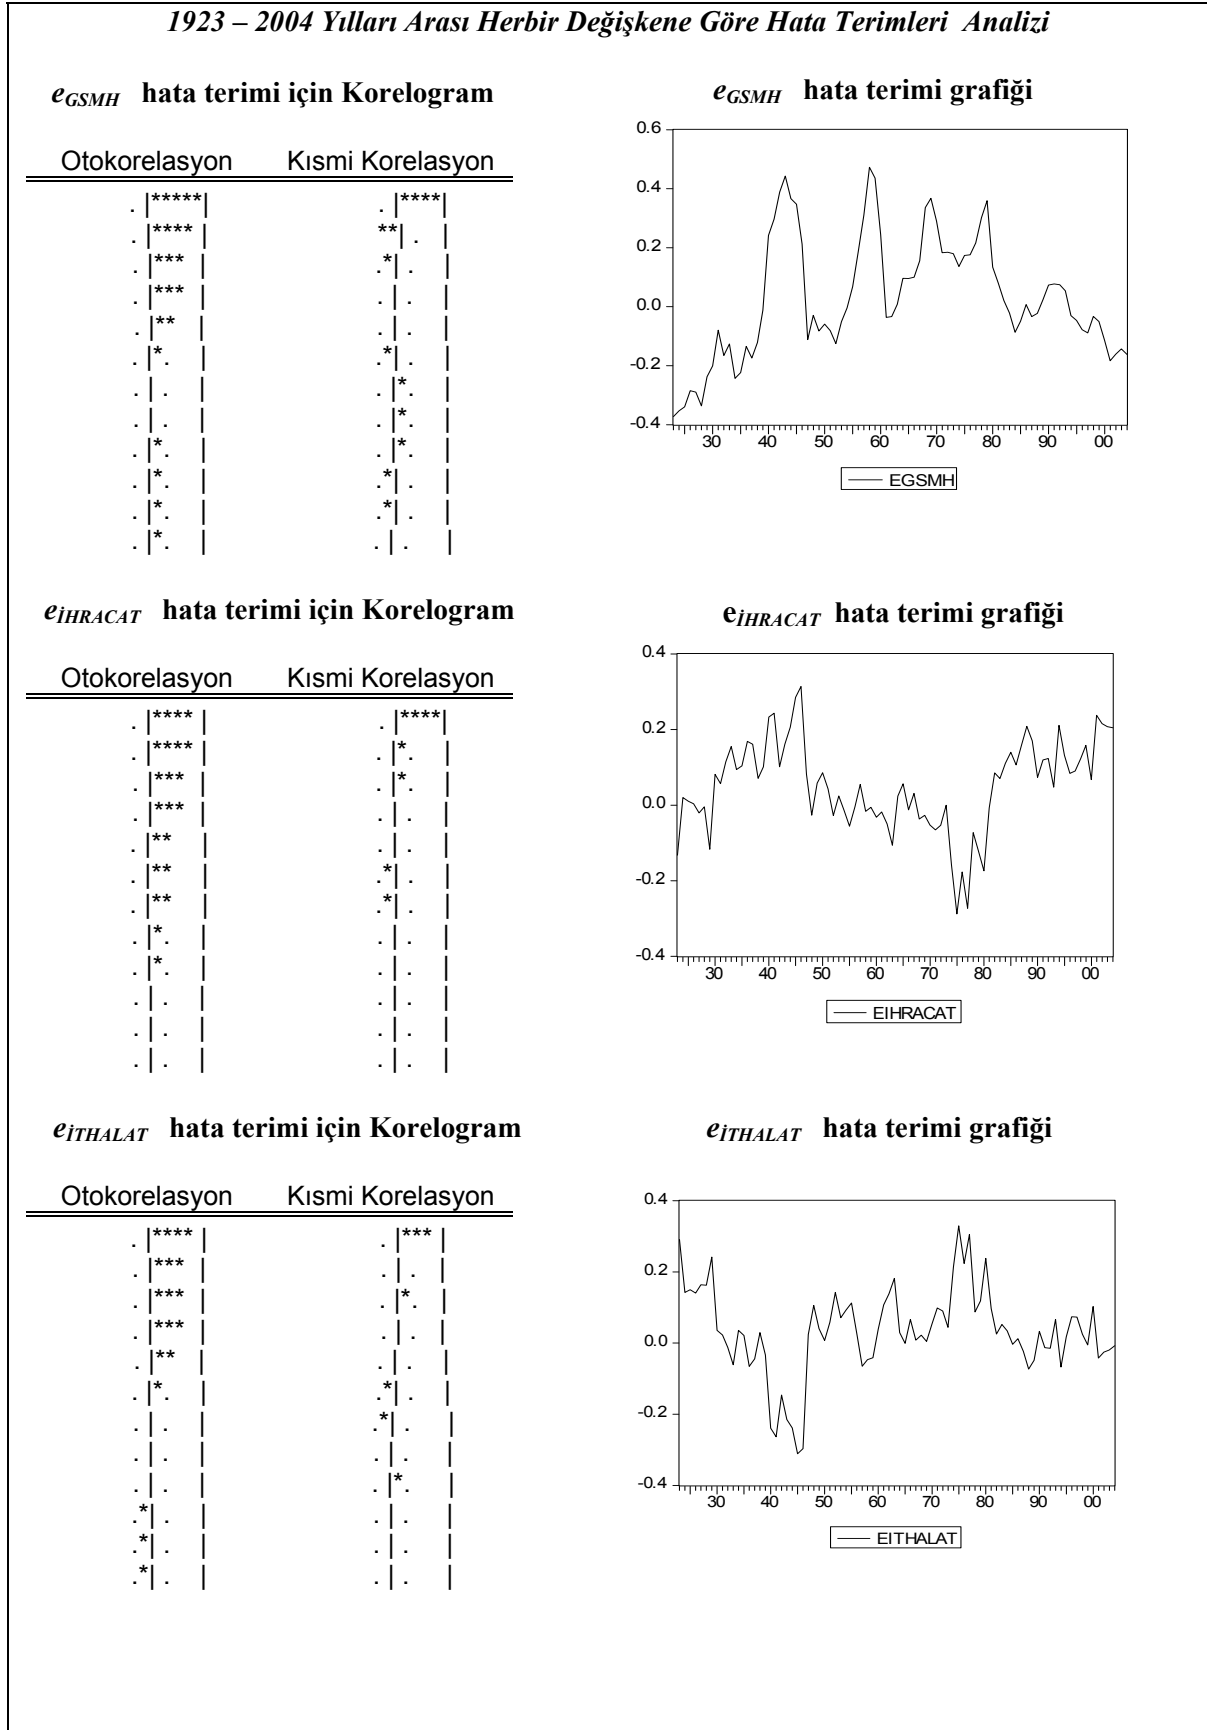 1923 – 2004 Yılları Arası Herbir Değişkene Göre Hata Terimleri Analizi
eGSMH hata terimi için Korelogram
Otokorelasyon Kısmi Korelasyon
. |*****| . |****|
. |**** | **| . |
. |*** | .*| . |
. |*** | . | . |
. |** | . | . |
. |*. | .*| . |
. | . | . |*. |
. | . | . |*. |
. |*. | . |*. |
. |*. | .*| . |
. |*. | .*| . |
. |*. | . | . |
eGSMH hata terimi grafiği
0.6
0.4
0.2
0.0
-0.2
-0.4
30 40 50 60 70 80 90 00
EGSMH
eİHRACAT hata terimi için Korelogram
Otokorelasyon Kısmi Korelasyon
. |**** | . |****|
. |**** | . |*. |
. |*** | . |*. |
. |*** | . | . |
. |** | . | . |
. |** | .*| . |
. |** | .*| . |
. |*. | . | . |
. |*. | . | . |
. | . | . | . |
. | . | . | . |
. | . | . | . |
eİHRACAT hata terimi grafiği
0.4
0.2
0.0
-0.2
-0.4
30 40 50 60 70 80 90 00
EIHRACAT
eİTHALAT hata terimi için Korelogram
Otokorelasyon Kısmi Korelasyon
. |**** | . |*** |
. |*** | . | . |
. |*** | . |*. |
. |*** | . | . |
. |** | . | . |
. |*. | .*| . |
. | . | .*| . |
. | . | . | . |
. | . | . |*. |
.*| . | . | . |
.*| . | . | . |
.*| . | . | . |
eİTHALAT hata terimi grafiği
0.4
0.2
0.0
-0.2
-0.4
30 40 50 60 70 80 90 00
EITHALAT